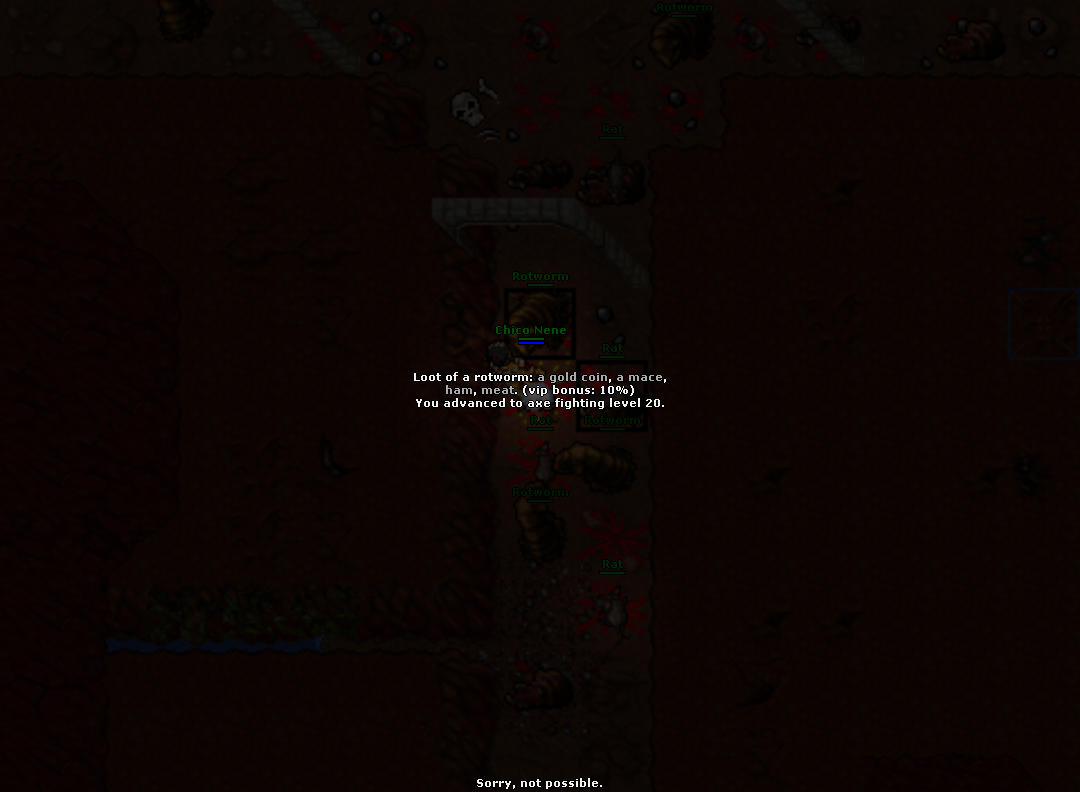 Rotworm
Rat
Rotworm
Chico Nene
Rat
Loot of a rotworm: a gold coin, a mace,
ham, meat. (vip bonus: 10%)
You advanced to axe fighting level 20.
Rat
Rotworm
Rotworm
Rat
Sorry, not possible.